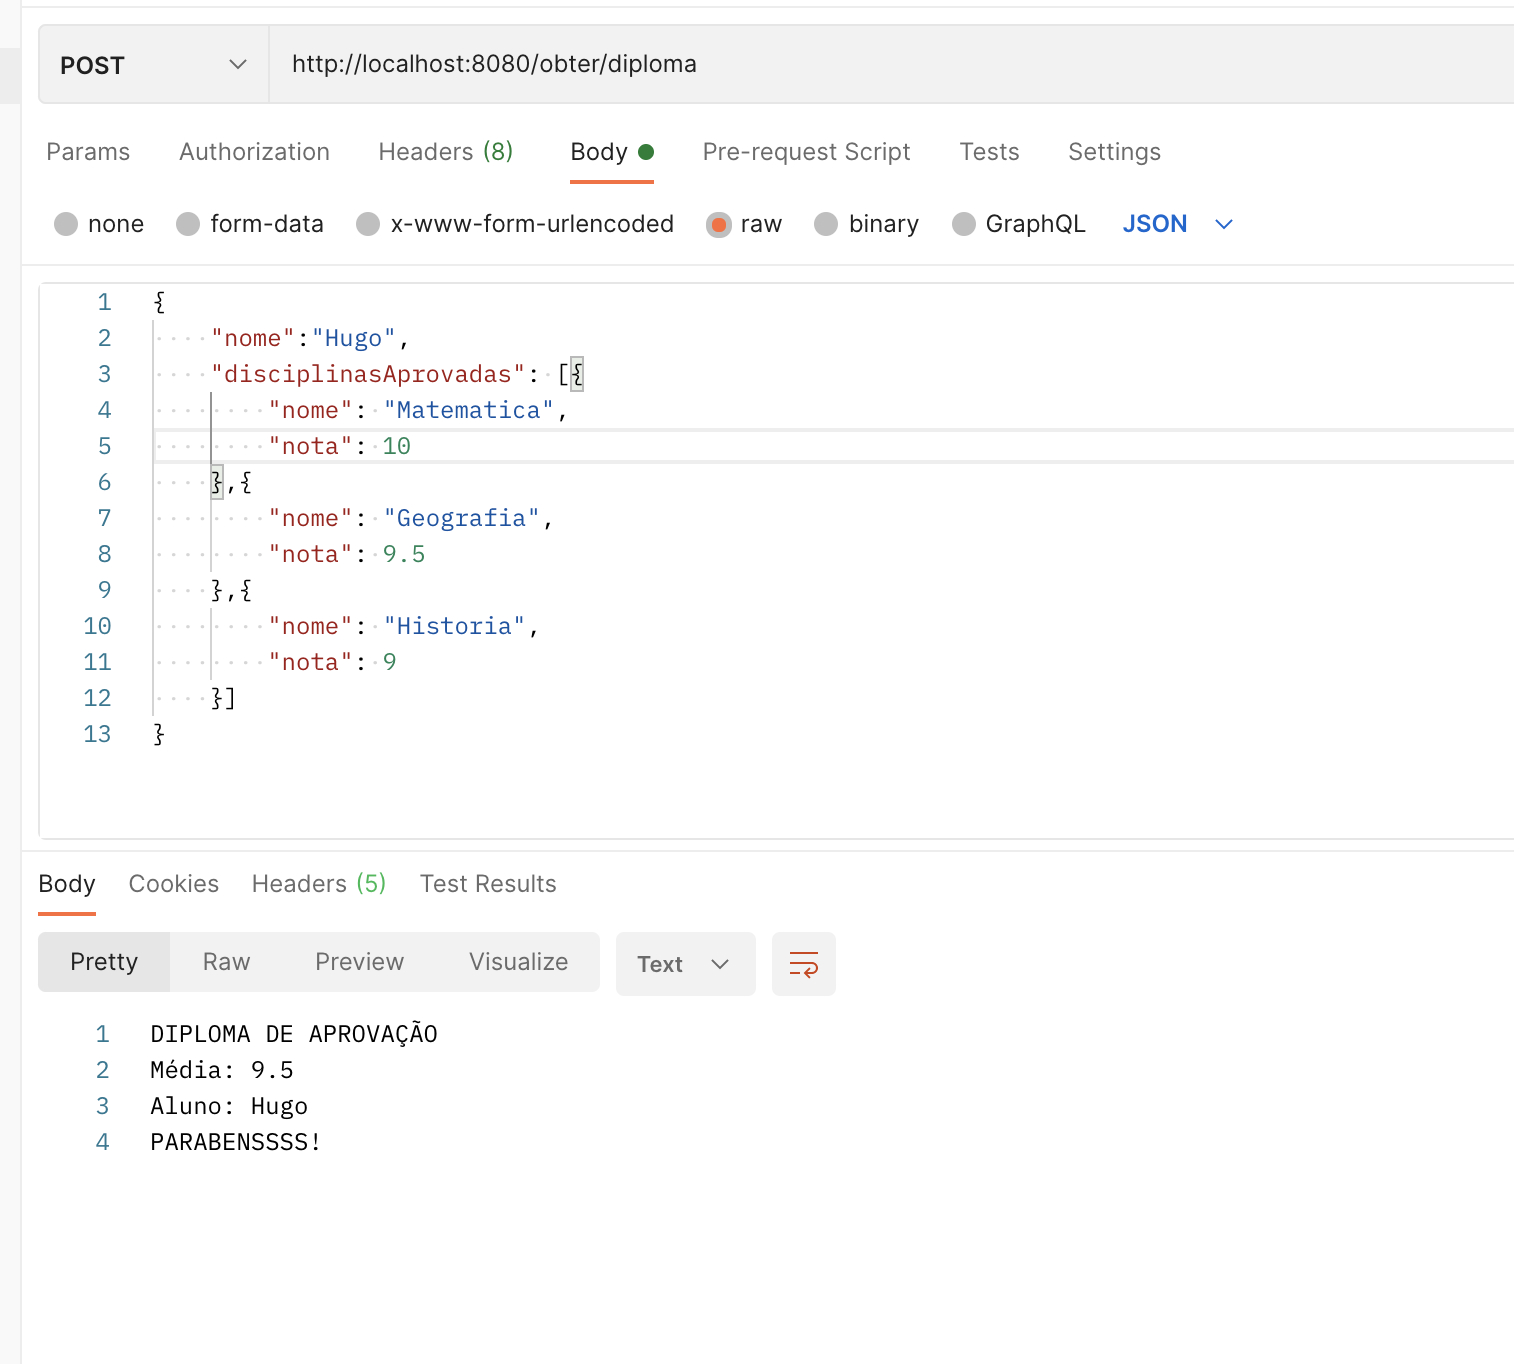 POST http://localhost:8080/obter/diploma
Params Authorization Headers (8) Body Pre-request Script Tests Settings
none form-data x-www-form-urlencoded raw binary GraphQL JSON
1 {
2 "nome":"Hugo",
3 "disciplinasAprovadas": [{
4 "nome": "Matematica",
5 "nota": 10
6 },{
7 "nome": "Geografia",
8 "nota": 9.5
9 },{
10 "nome": "Historia",
11 "nota": 9
12 }]
13 }
Body Cookies Headers (5) Test Results
Pretty Raw Preview Visualize Text
1 DIPLOMA DE APROVAÇÃO
2 Média: 9.5
3 Aluno: Hugo
4 PARABENSSSS!